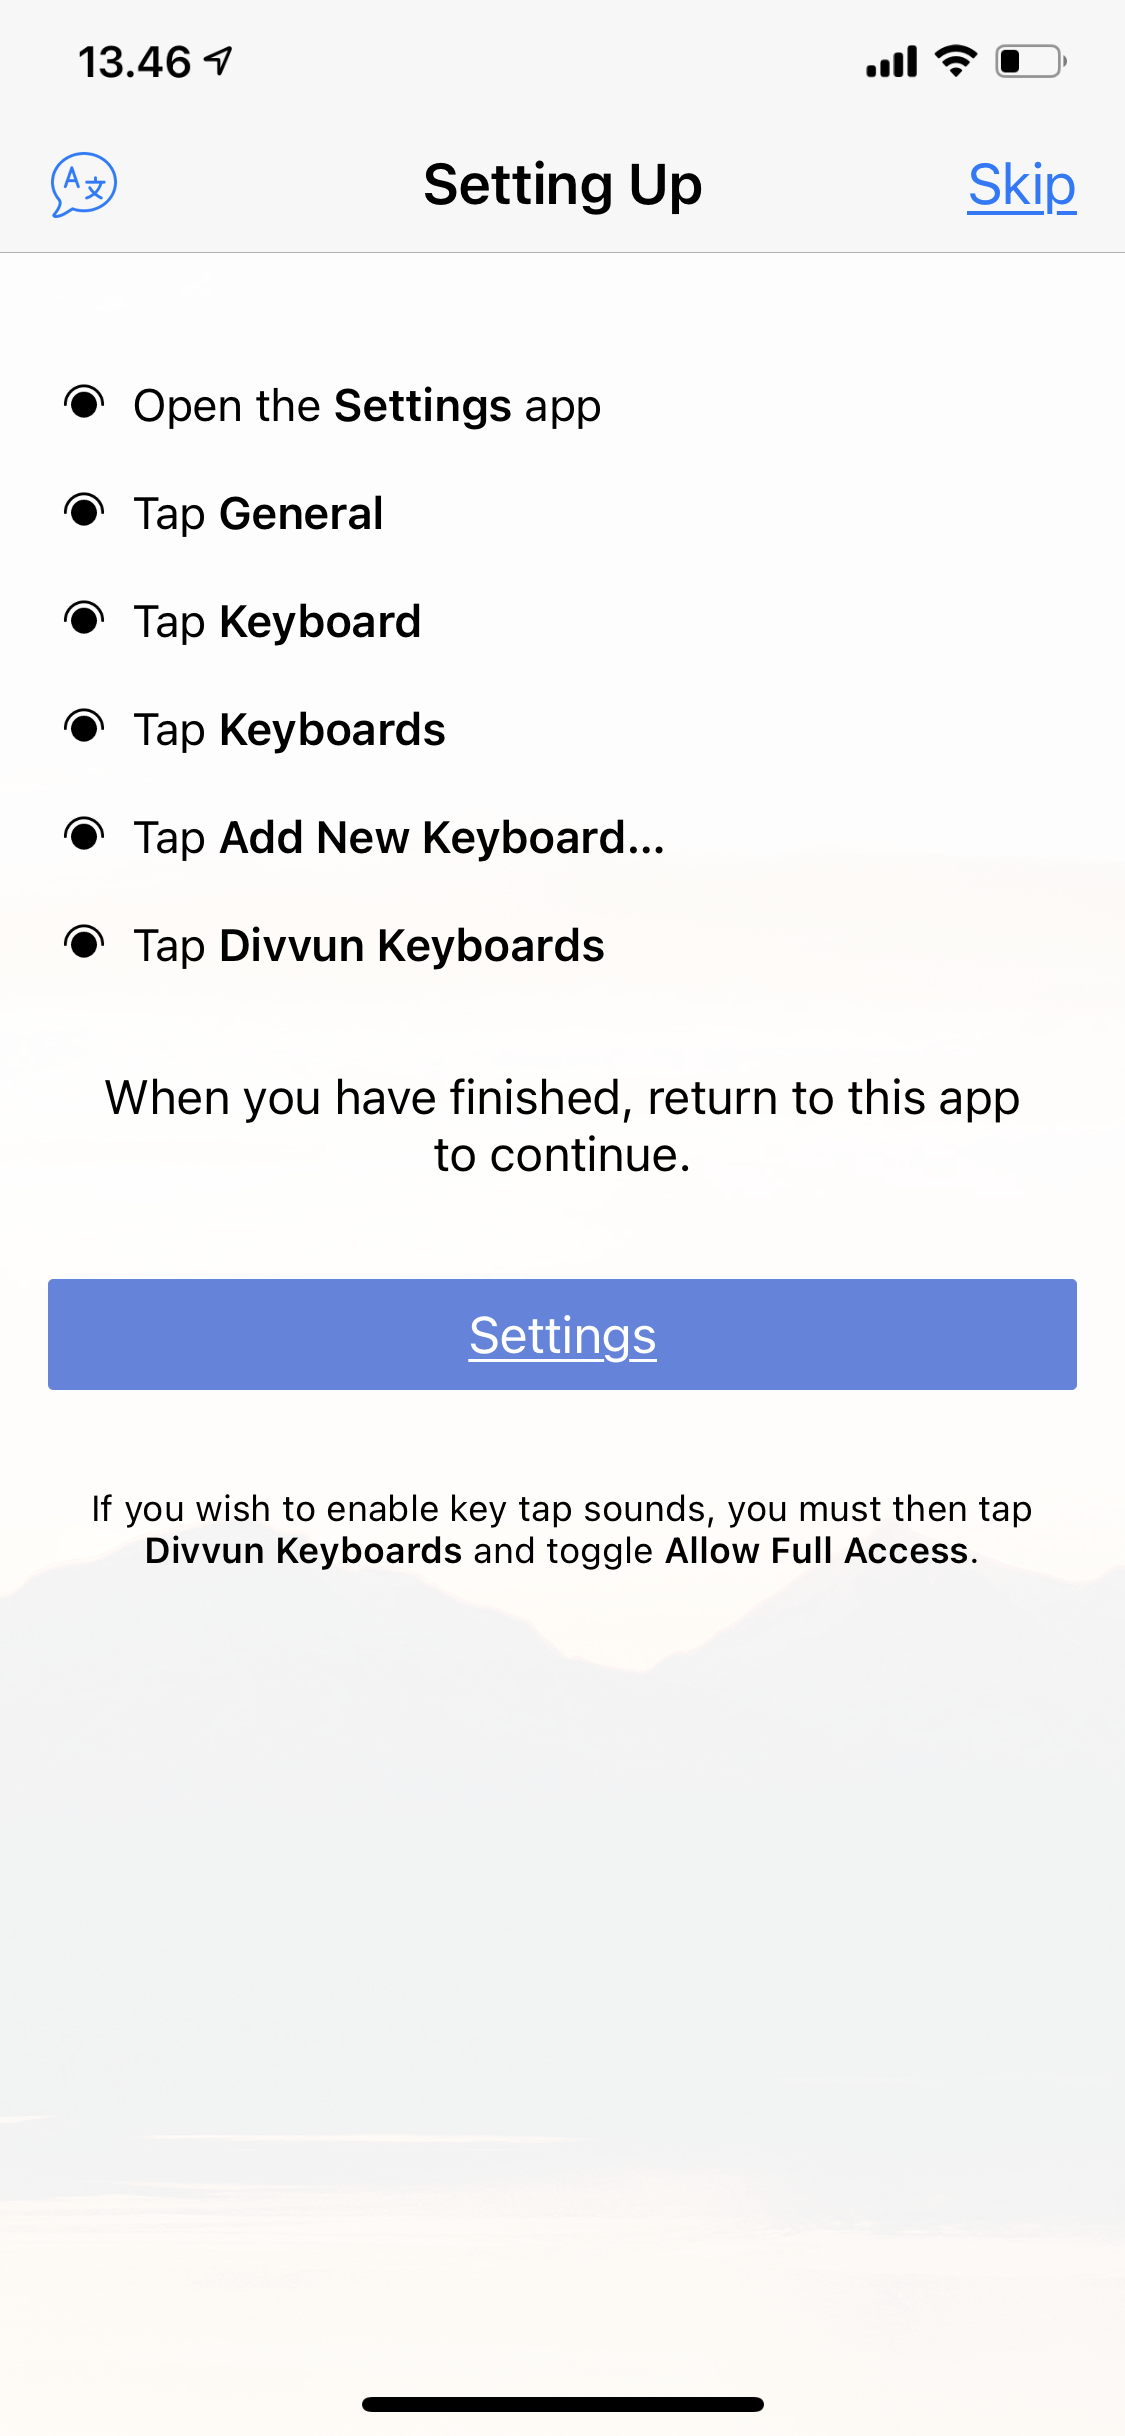 13.46
A文
Setting Up
Skip
Open the Settings app
Tap General
Tap Keyboard
Tap Keyboards
Tap Add New Keyboard...
Tap Divvun Keyboards
When you have finished, return to this app
to continue.
Settings
If you wish to enable key tap sounds, you must then tap
Divvun Keyboards and toggle Allow Full Access.